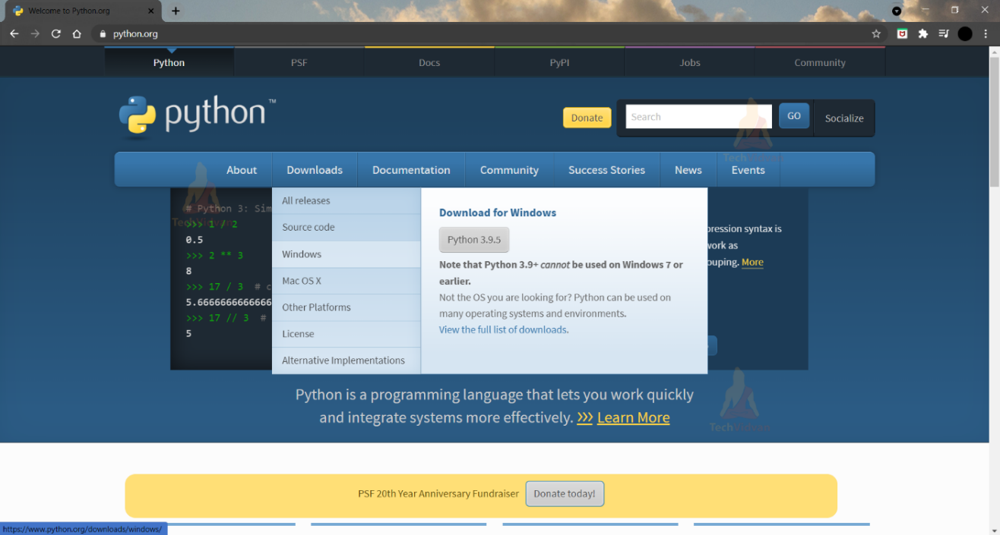 Welcome to Python.org
python.org
Python PSF Docs PyPI Jobs Community
python™
Donate Search GO Socialize
About Downloads Documentation Community Success Stories News Events
# Python 3: Sim
>>> 1 / 2
0.5
>>> 2 ** 3
8
>>> 17 / 3 # c
5.6666666666666
>>> 17 // 3 #
5
All releases
Source code
Windows
Mac OS X
Other Platforms
License
Alternative Implementations
Download for Windows
Python 3.9.5
Note that Python 3.9+ cannot be used on Windows 7 or
earlier.
Not the OS you are looking for? Python can be used on
many operating systems and environments.
View the full list of downloads.
pression syntax is
work as
ouping. More
Python is a programming language that lets you work quickly
and integrate systems more effectively. >>> Learn More
TechVidvan
TechVidvan
TechVidvan
PSF 20th Year Anniversary Fundraiser Donate today!
https://www.python.org/downloads/windows/